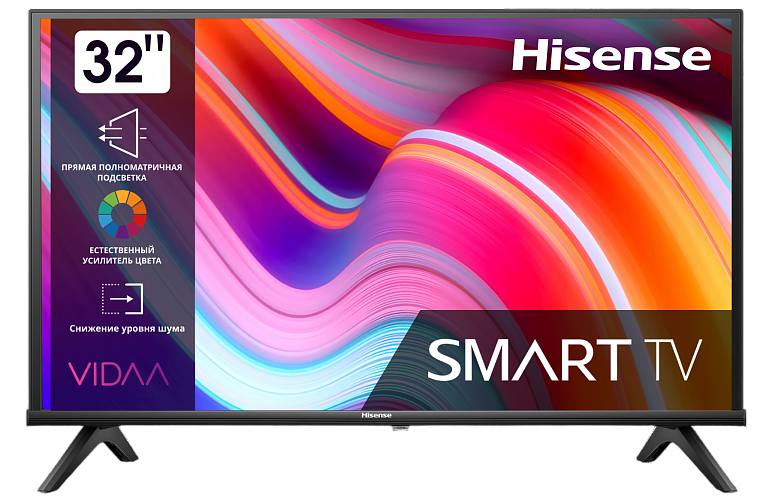 32"
Hisense
ПРЯМАЯ ПОЛНОМАТРИЧНАЯ
ПОДСВЕТКА
ЕСТЕСТВЕННЫЙ
УСИЛИТЕЛЬ ЦВЕТА
Снижение уровня шума
VIDAA
SMART TV
Hisense